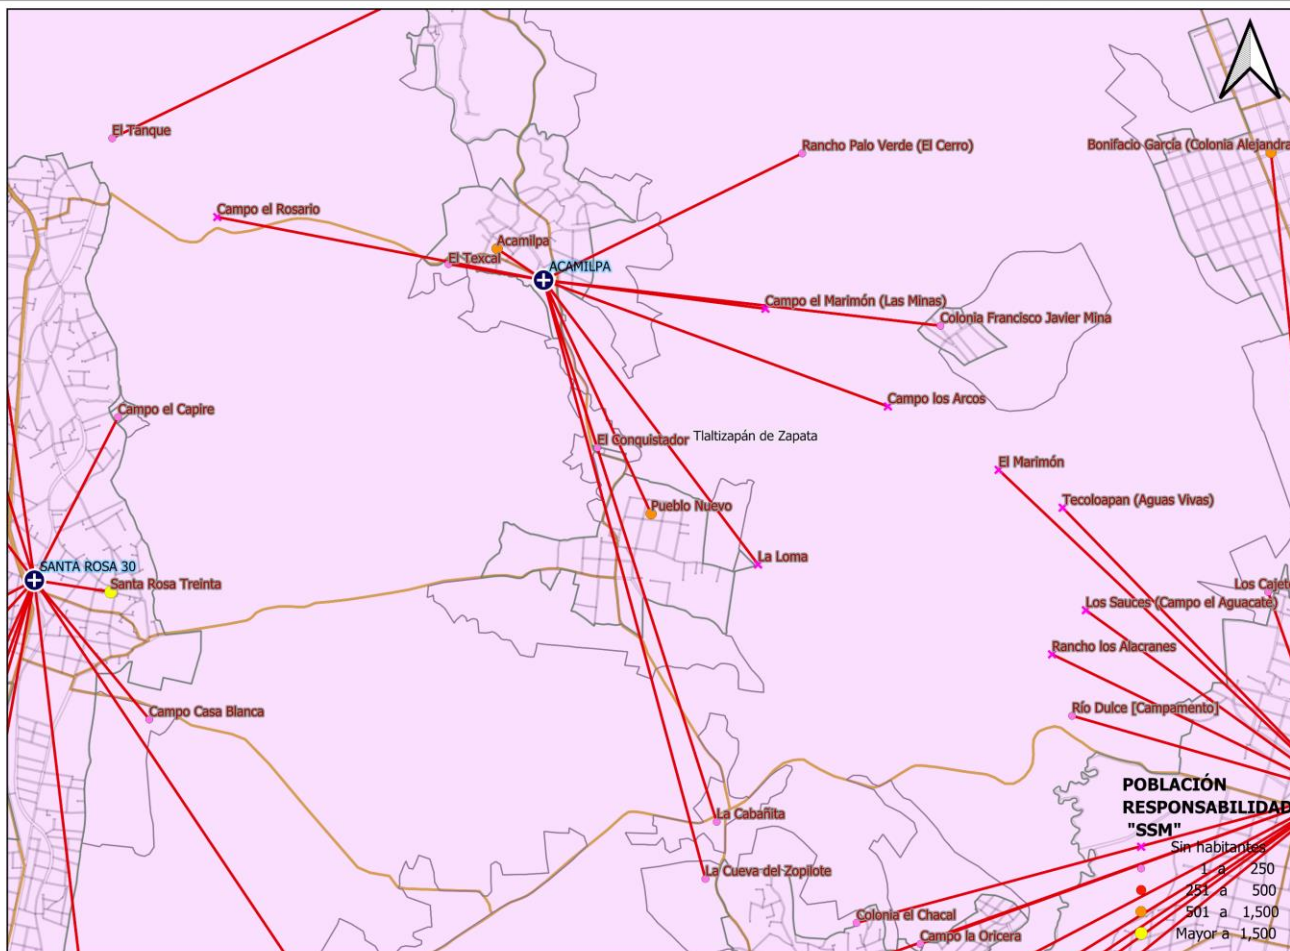 El Tanque
Rancho Palo Verde (El Cerro)
Bonifacio García (Colonia Alejandra
Campo el Rosario
Acamilpa
El Texcal
ACAMILPA
Campo el Marimón (Las Minas)
Colonia Francisco Javier Mina
Campo los Arcos
Campo el Capire
El Conquistador
Tlaltizapán de Zapata
El Marimón
Tecoloapan (Aguas Vivas)
Pueblo Nuevo
La Loma
SANTA ROSA 30
Santa Rosa Treinta
Los Cajete
Los Sauces (Campo el Aguacate)
Rancho los Alacranes
Campo Casa Blanca
Río Dulce [Campamento]
La Cabañita
La Cueva del Zopilote
Colonia el Chacal
Campo la Oricera
POBLACIÓN
RESPONSABILIDAD
"SSM"
Sin habitantes
1 a 250
251 a 500
501 a 1,500
Mayor a 1,500